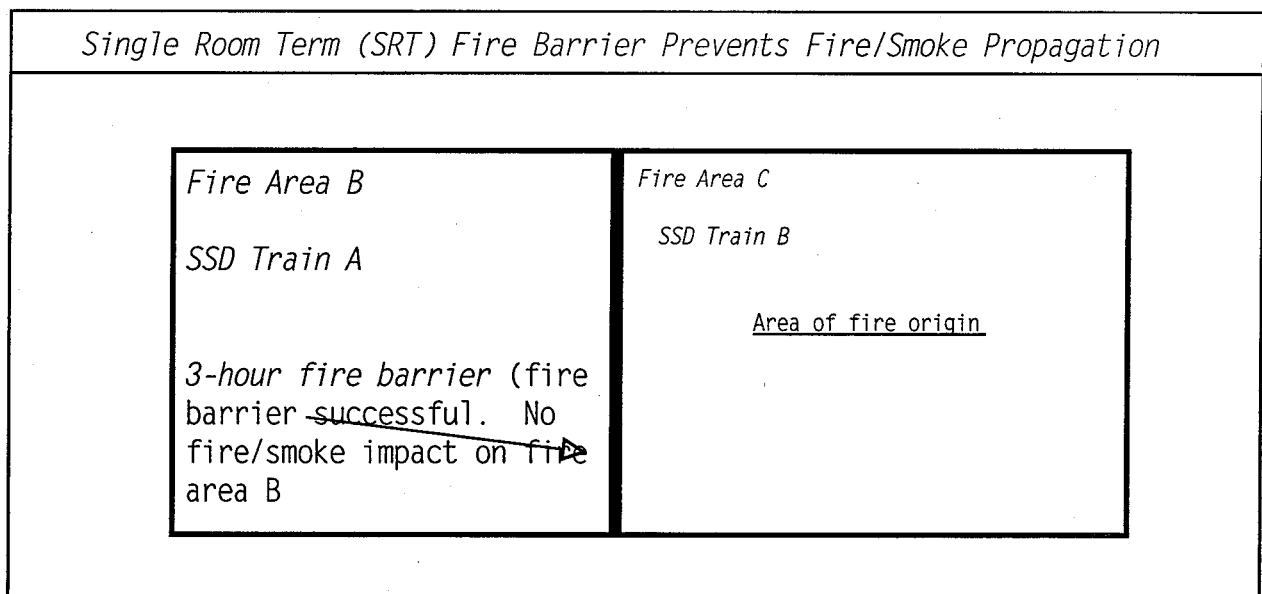 Single Room Term (SRT) Fire Barrier Prevents Fire/Smoke Propagation
Fire Area B
SSD Train A
3-hour fire barrier (fire
barrier successful. No
fire/smoke impact on fire
area B
Fire Area C
SSD Train B
Area of fire origin